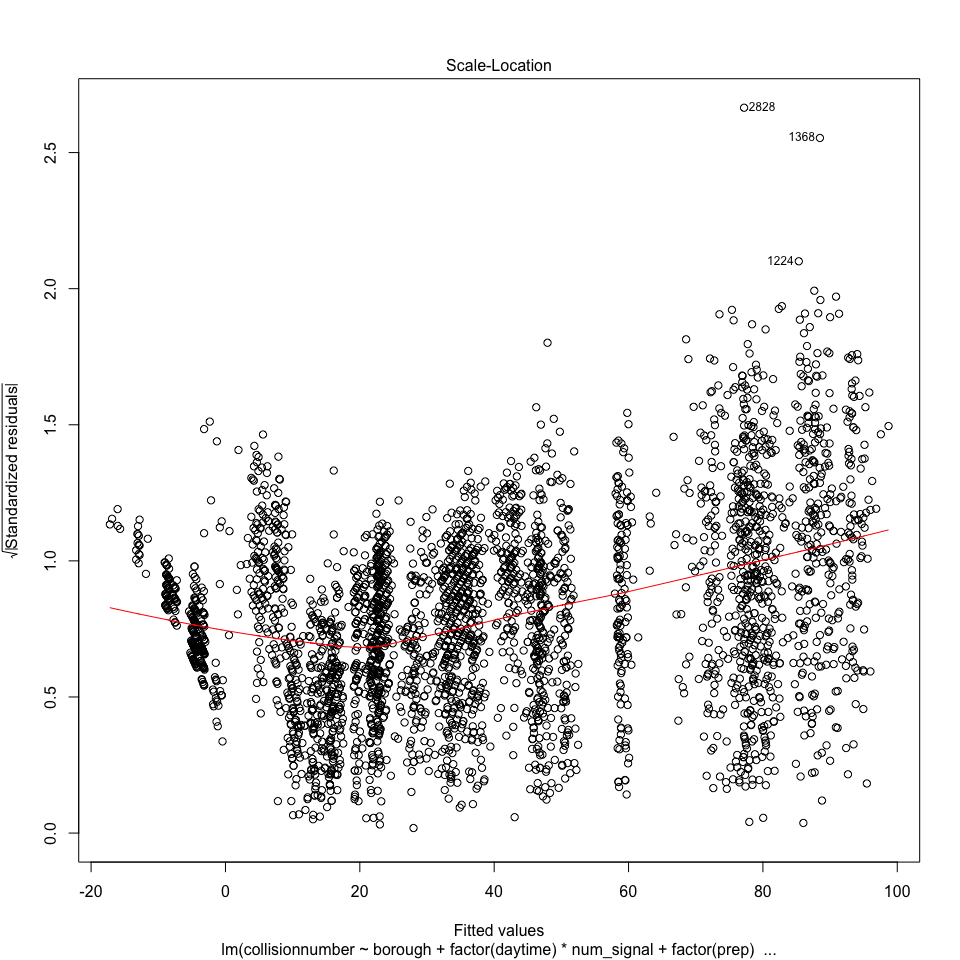 Scale-Location
2828
1368
1224
2.5
2.0
1.5
1.0
0.5
0.0
√|Standardized residuals|
-20 0 20 40 60 80 100
Fitted values
lm(collisionnumber ~ borough + factor(daytime) * num_signal + factor(prep) ...